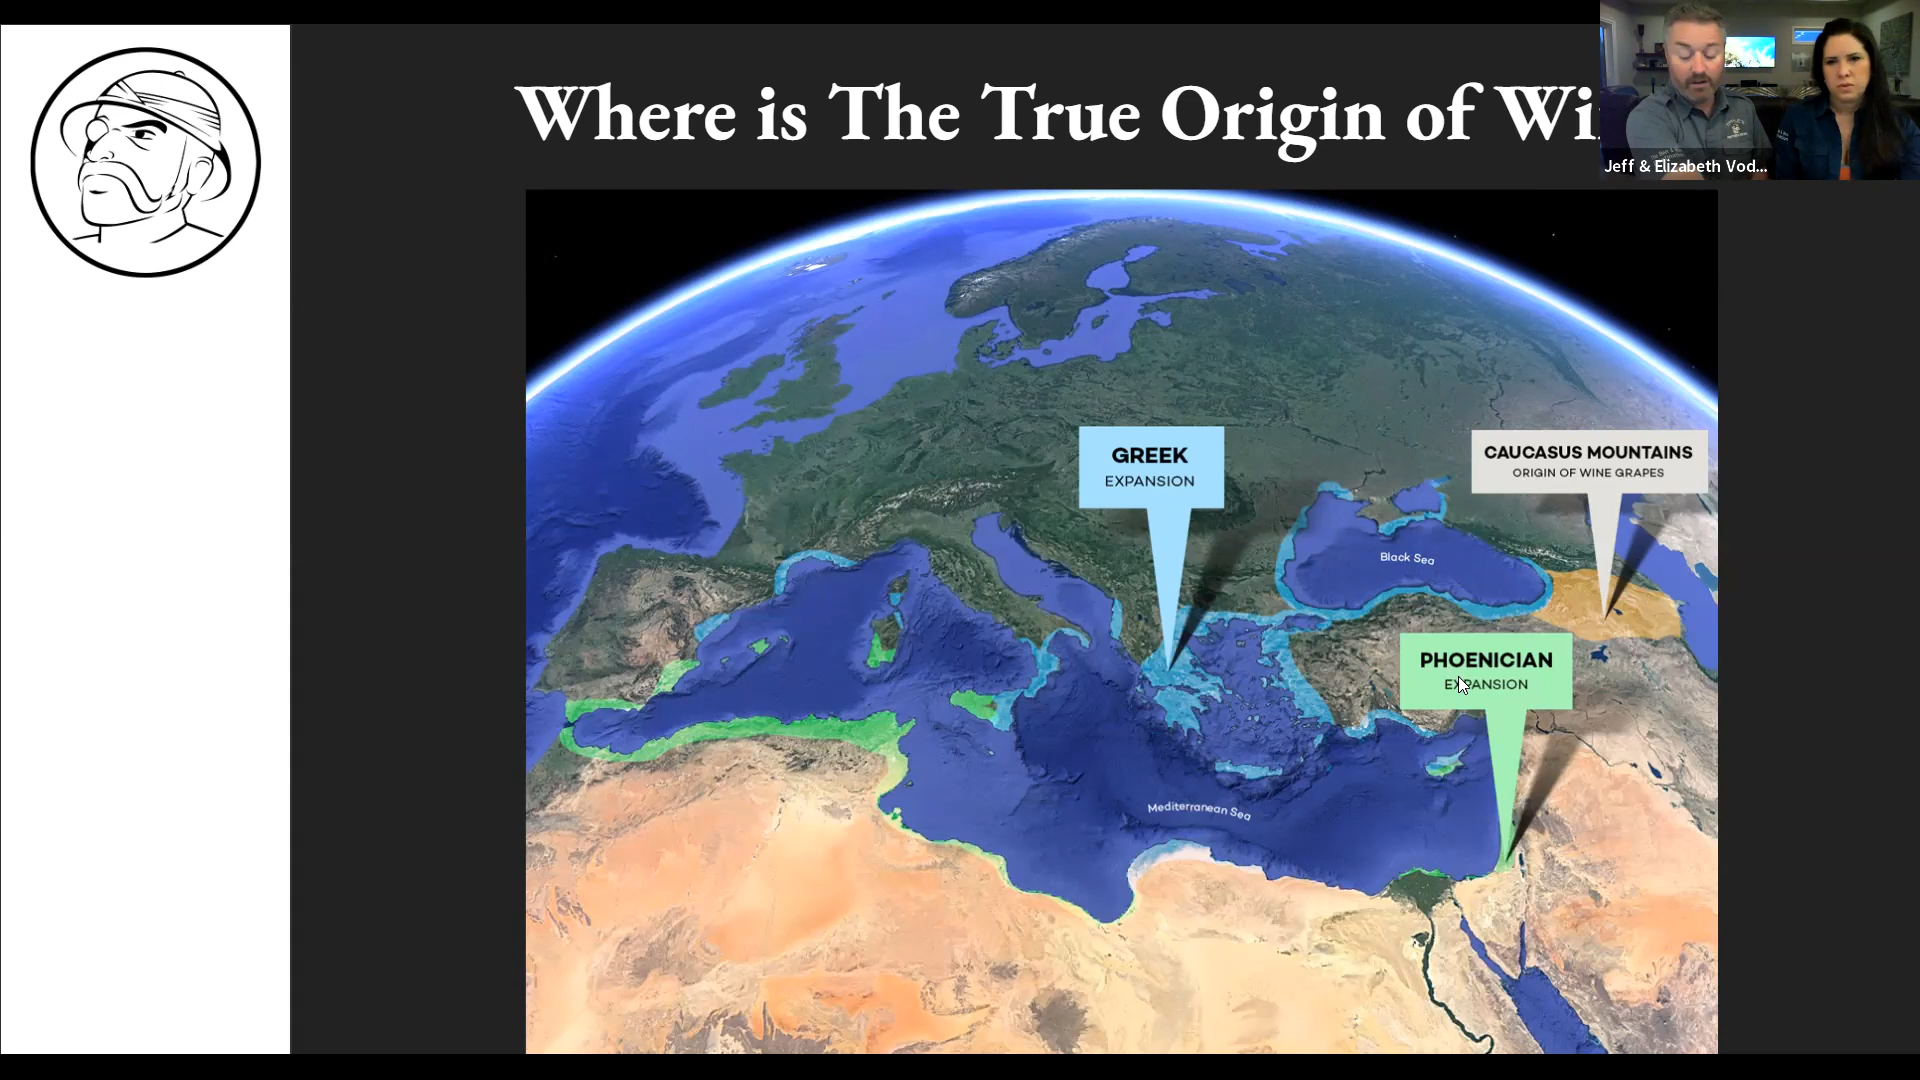 Where is The True Origin of Wi
Jeff & Elizabeth Vod...
GREEK
EXPANSION
CAUCASUS MOUNTAINS
ORIGIN OF WINE GRAPES
Black Sea
PHOENICIAN
EXPANSION
Mediterranean Sea